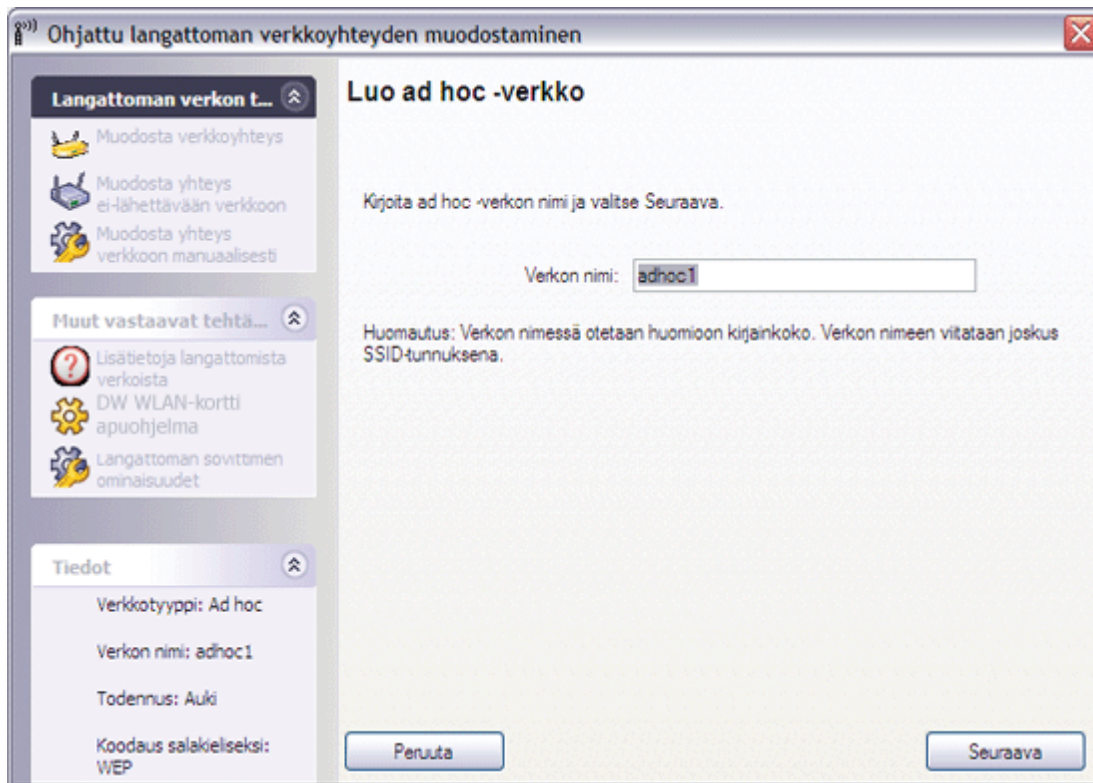 Ohjattu langattoman verkkoyhteyden muodostaminen
Langattoman verkon t...
Muodosta verkkoyhteys
Muodosta yhteys
ei-lähettävään verkkoon
Muodosta yhteys
verkkoon manuaalisesti
Muut vastaavat tehtä...
Lisätietoja langattomista
verkoista
DW WLAN-kortti
apuohjelma
Langattoman sovittimen
ominaisuudet
Tiedot
Verkkotyyppi: Ad hoc
Verkon nimi: adhoc1
Todennus: Auki
Koodaus salakieliseksi:
WEP
Luo ad hoc -verkko
Kirjoita ad hoc -verkon nimi ja valitse Seuraava.
Verkon nimi: adhoc1
Huomautus: Verkon nimessä otetaan huomioon kirjainkoko. Verkon nimeen viitataan joskus
SSID-tunnuksena.
Peruuta
Seuraava